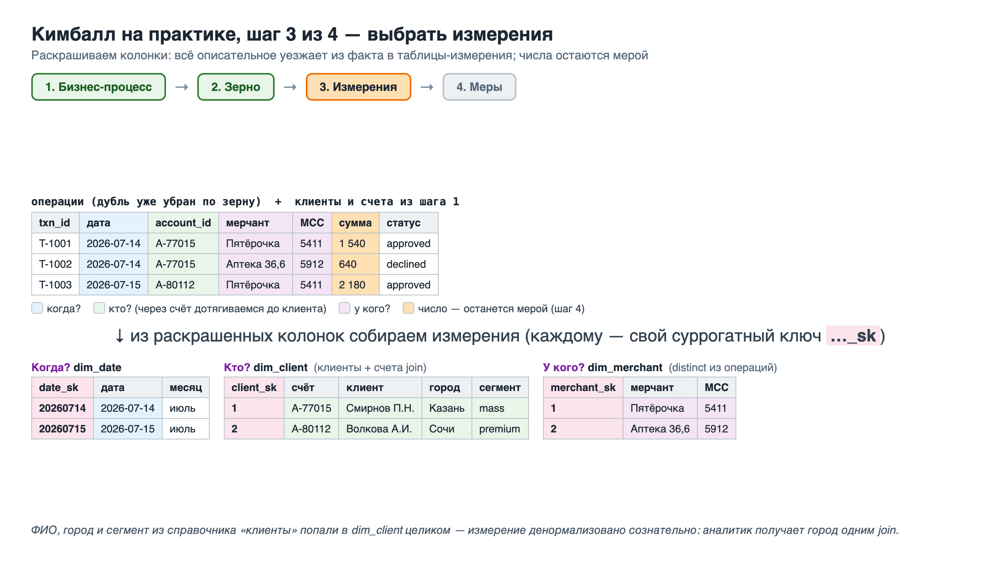 Кимбалл на практике, шаг 3 из 4 — выбрать измерения
Раскрашиваем колонки: всё описательное уезжает из факта в таблицы-измерения; числа остаются мерой
1. Бизнес-процесс → 2. Зерно → 3. Измерения → 4. Меры
операции (дубль уже убран по зерну) + клиенты и счета из шага 1
txn_id дата account_id мерчант MCC сумма статус
T-1001 2026-07-14 A-77015 Пятёрочка 5411 1 540 approved
T-1002 2026-07-14 A-77015 Аптека 36,6 5912 640 declined
T-1003 2026-07-15 A-80112 Пятёрочка 5411 2 180 approved
когда? кто? (через счёт дотягиваемся до клиента) у кого? число — останется мерой (шаг 4)
↓ из раскрашенных колонок собираем измерения (каждому — свой суррогатный ключ …_sk )
Когда? dim_date
date_sk дата месяц
20260714 2026-07-14 июль
20260715 2026-07-15 июль
Кто? dim_client (клиенты + счета join)
client_sk счёт клиент город сегмент
1 A-77015 Смирнов П.Н. Казань mass
2 A-80112 Волкова А.И. Сочи premium
У кого? dim_merchant (distinct из операций)
merchant_sk мерчант MCC
1 Пятёрочка 5411
2 Аптека 36,6 5912
ФИО, город и сегмент из справочника «клиенты» попали в dim_client целиком — измерение денормализовано сознательно: аналитик получает город одним join.